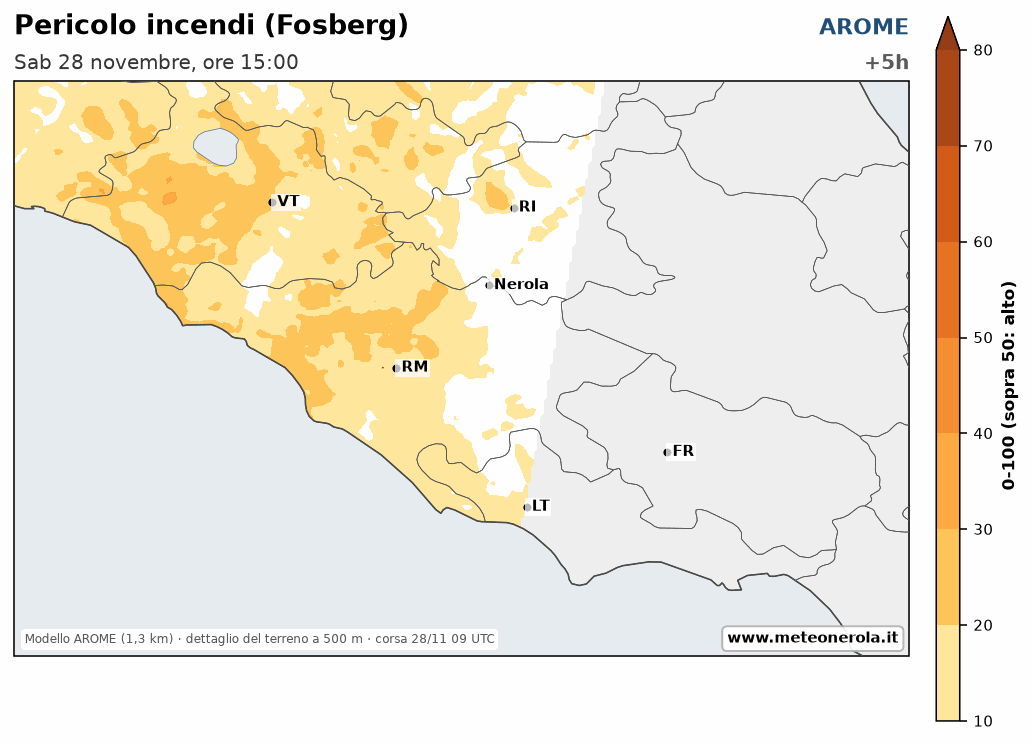 Pericolo incendi (Fosberg)
AROME
Sab 28 novembre, ore 15:00
+5h
80
70
60
50
40
30
20
10
0-100 (sopra 50: alto)
VT
RI
Nerola
RM
FR
LT
Modello AROME (1,3 km) · dettaglio del terreno a 500 m · corsa 28/11 09 UTC
www.meteonerola.it